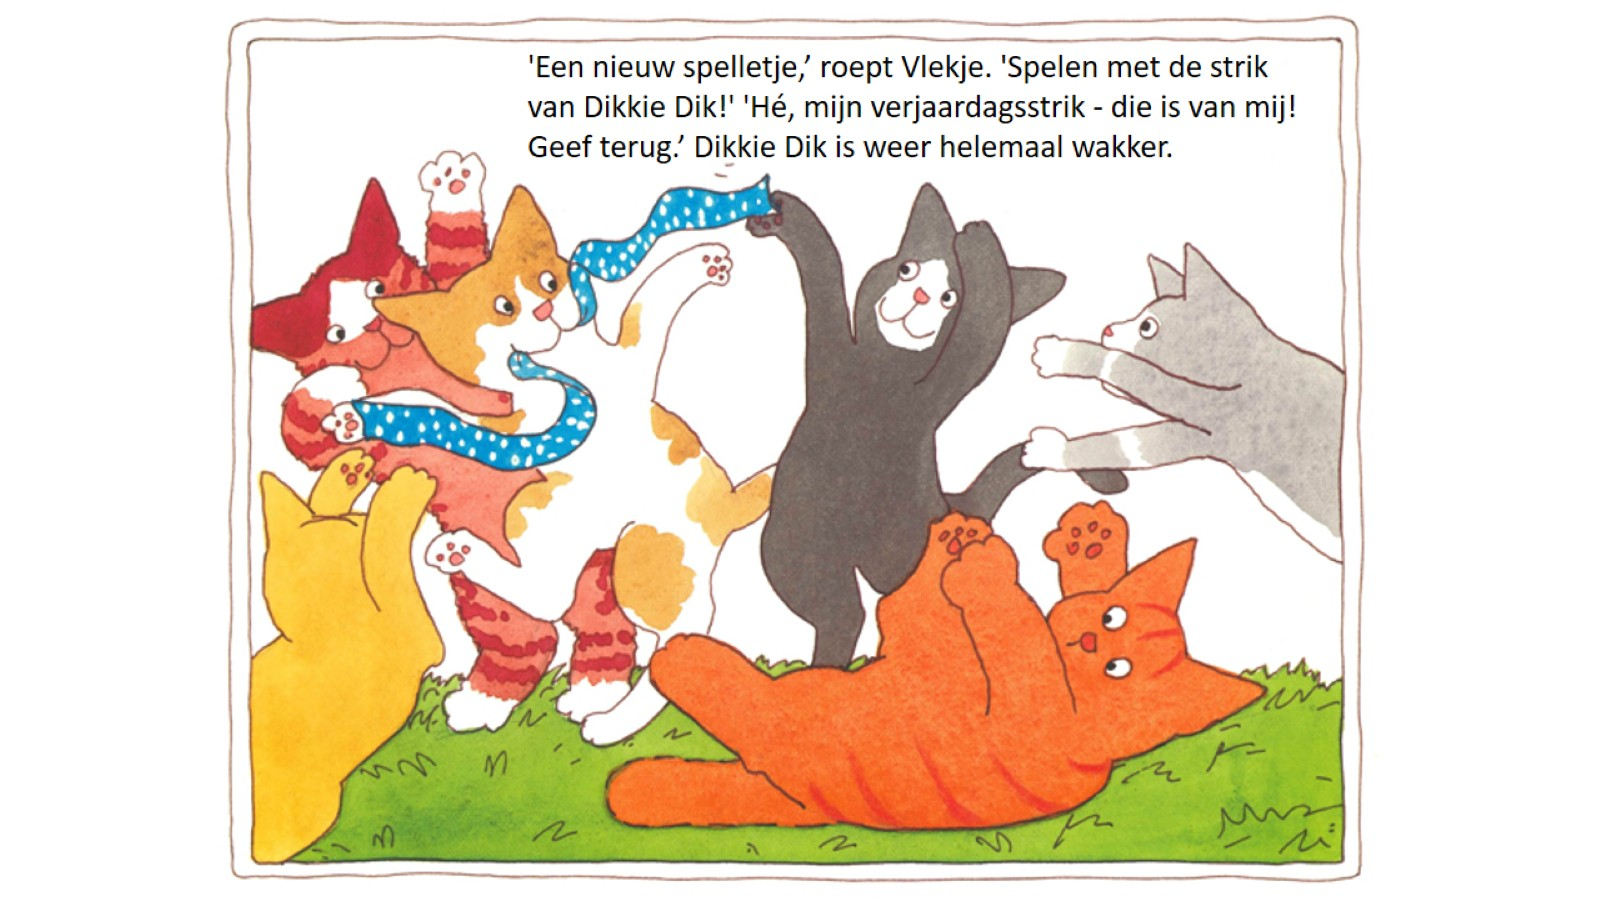 'Een nieuw spelletje,’ roept Vlekje. 'Spelen met de strik
van Dikkie Dik!' 'Hé, mijn verjaardagsstrik - die is van mij!
Geef terug.’ Dikkie Dik is weer helemaal wakker.